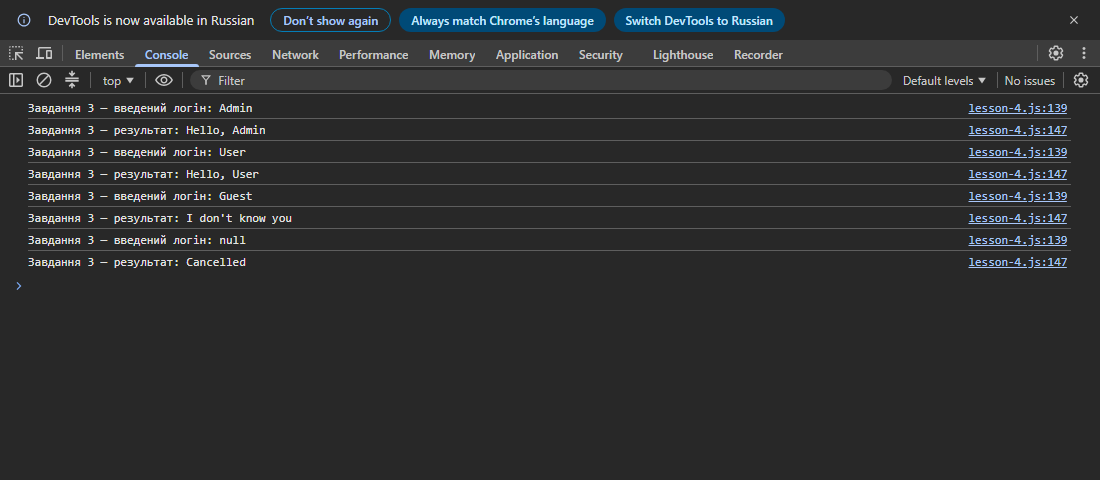 DevTools is now available in Russian Don't show again Always match Chrome's language Switch DevTools to Russian
Elements Console Sources Network Performance Memory Application Security Lighthouse Recorder
top Filter Default levels No issues
Завдання 3 — введений логін: Admin lesson-4.js:139
Завдання 3 — результат: Hello, Admin lesson-4.js:147
Завдання 3 — введений логін: User lesson-4.js:139
Завдання 3 — результат: Hello, User lesson-4.js:147
Завдання 3 — введений логін: Guest lesson-4.js:139
Завдання 3 — результат: I don't know you lesson-4.js:147
Завдання 3 — введений логін: null lesson-4.js:139
Завдання 3 — результат: Cancelled lesson-4.js:147